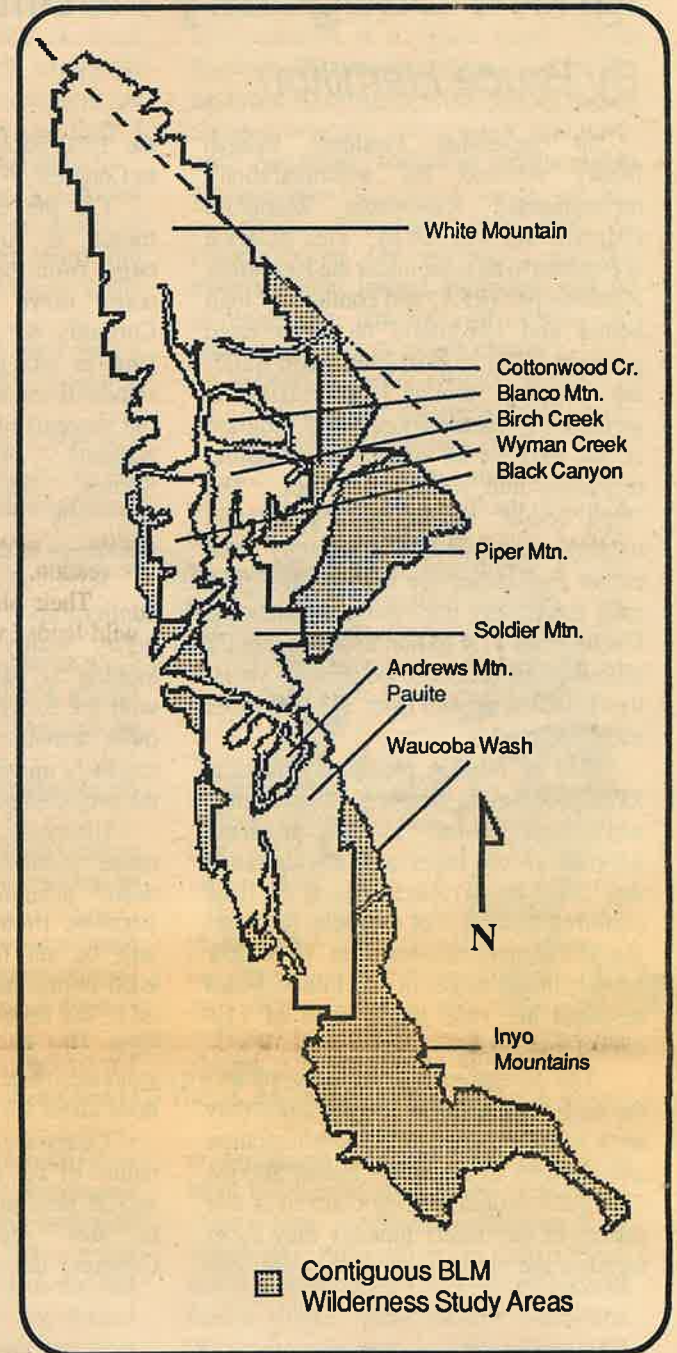 White Mountain
Cottonwood Cr.
Blanco Mtn.
Birch Creek
Wyman Creek
Black Canyon
Piper Mtn.
Soldier Mtn.
Andrews Mtn.
Pauite
Waucoba Wash
N
Inyo
Mountains
Contiguous BLM
Wilderness Study Areas